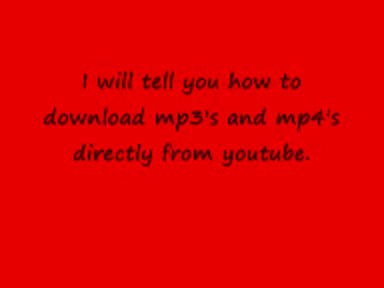 I will tell you how to
download mp3's and mp4's
directly from youtube.